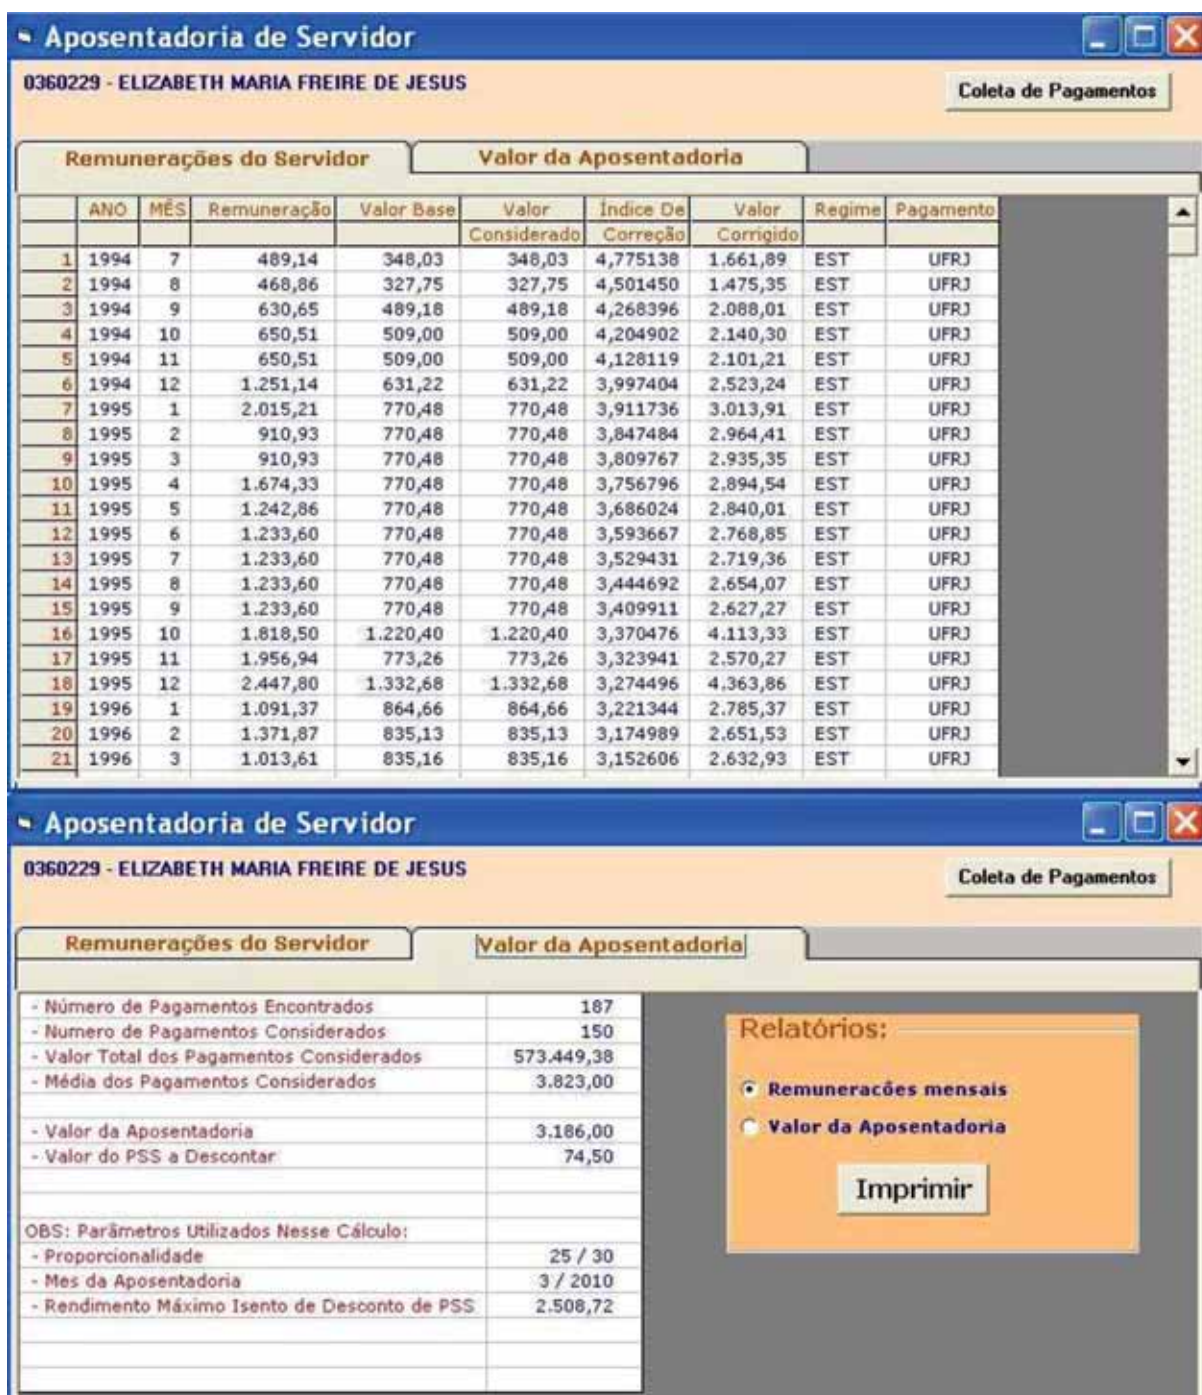 Aposentadoria de Servidor
0360229 - ELIZABETH MARIA FREIRE DE JESUS
Coleta de Pagamentos
Remunerações do Servidor Valor da Aposentadoria
ANO MÊS Remuneração Valor Base Valor Índice De Valor Regime Pagamento
Considerado Correção Corrigido
1 1994 7 489,14 348,03 348,03 4,775138 1.661,89 EST UFRJ
2 1994 8 468,86 327,75 327,75 4,501450 1.475,35 EST UFRJ
3 1994 9 630,65 489,18 489,18 4,268396 2.088,01 EST UFRJ
4 1994 10 650,51 509,00 509,00 4,204902 2.140,30 EST UFRJ
5 1994 11 650,51 509,00 509,00 4,128119 2.101,21 EST UFRJ
6 1994 12 1.251,14 631,22 631,22 3,997404 2.523,24 EST UFRJ
7 1995 1 2.015,21 770,48 770,48 3,911736 3.013,91 EST UFRJ
8 1995 2 910,93 770,48 770,48 3,847484 2.964,41 EST UFRJ
9 1995 3 910,93 770,48 770,48 3,809767 2.935,35 EST UFRJ
10 1995 4 1.674,33 770,48 770,48 3,756796 2.894,54 EST UFRJ
11 1995 5 1.242,86 770,48 770,48 3,686024 2.840,01 EST UFRJ
12 1995 6 1.233,60 770,48 770,48 3,593667 2.768,85 EST UFRJ
13 1995 7 1.233,60 770,48 770,48 3,529431 2.719,36 EST UFRJ
14 1995 8 1.233,60 770,48 770,48 3,444692 2.654,07 EST UFRJ
15 1995 9 1.233,60 770,48 770,48 3,409911 2.627,27 EST UFRJ
16 1995 10 1.818,50 1.220,40 1.220,40 3,370476 4.113,33 EST UFRJ
17 1995 11 1.956,94 773,26 773,26 3,323941 2.570,27 EST UFRJ
18 1995 12 2.447,80 1.332,68 1.332,68 3,274496 4.363,86 EST UFRJ
19 1996 1 1.091,37 864,66 864,66 3,221344 2.785,37 EST UFRJ
20 1996 2 1.371,87 835,13 835,13 3,174989 2.651,53 EST UFRJ
21 1996 3 1.013,61 835,16 835,16 3,152606 2.632,93 EST UFRJ
Aposentadoria de Servidor
0360229 - ELIZABETH MARIA FREIRE DE JESUS
Coleta de Pagamentos
Remunerações do Servidor Valor da Aposentadoria
- Número de Pagamentos Encontrados 187
- Numero de Pagamentos Considerados 150
- Valor Total dos Pagamentos Considerados 573.449,38
- Média dos Pagamentos Considerados 3.823,00
- Valor da Aposentadoria 3.186,00
- Valor do PSS a Descontar 74,50
OBS: Parâmetros Utilizados Nesse Cálculo:
- Proporcionalidade 25 / 30
- Mes da Aposentadoria 3 / 2010
- Rendimento Máximo Isento de Desconto de PSS 2.508,72
Relatórios:
Remunerações mensais
Valor da Aposentadoria
Imprimir